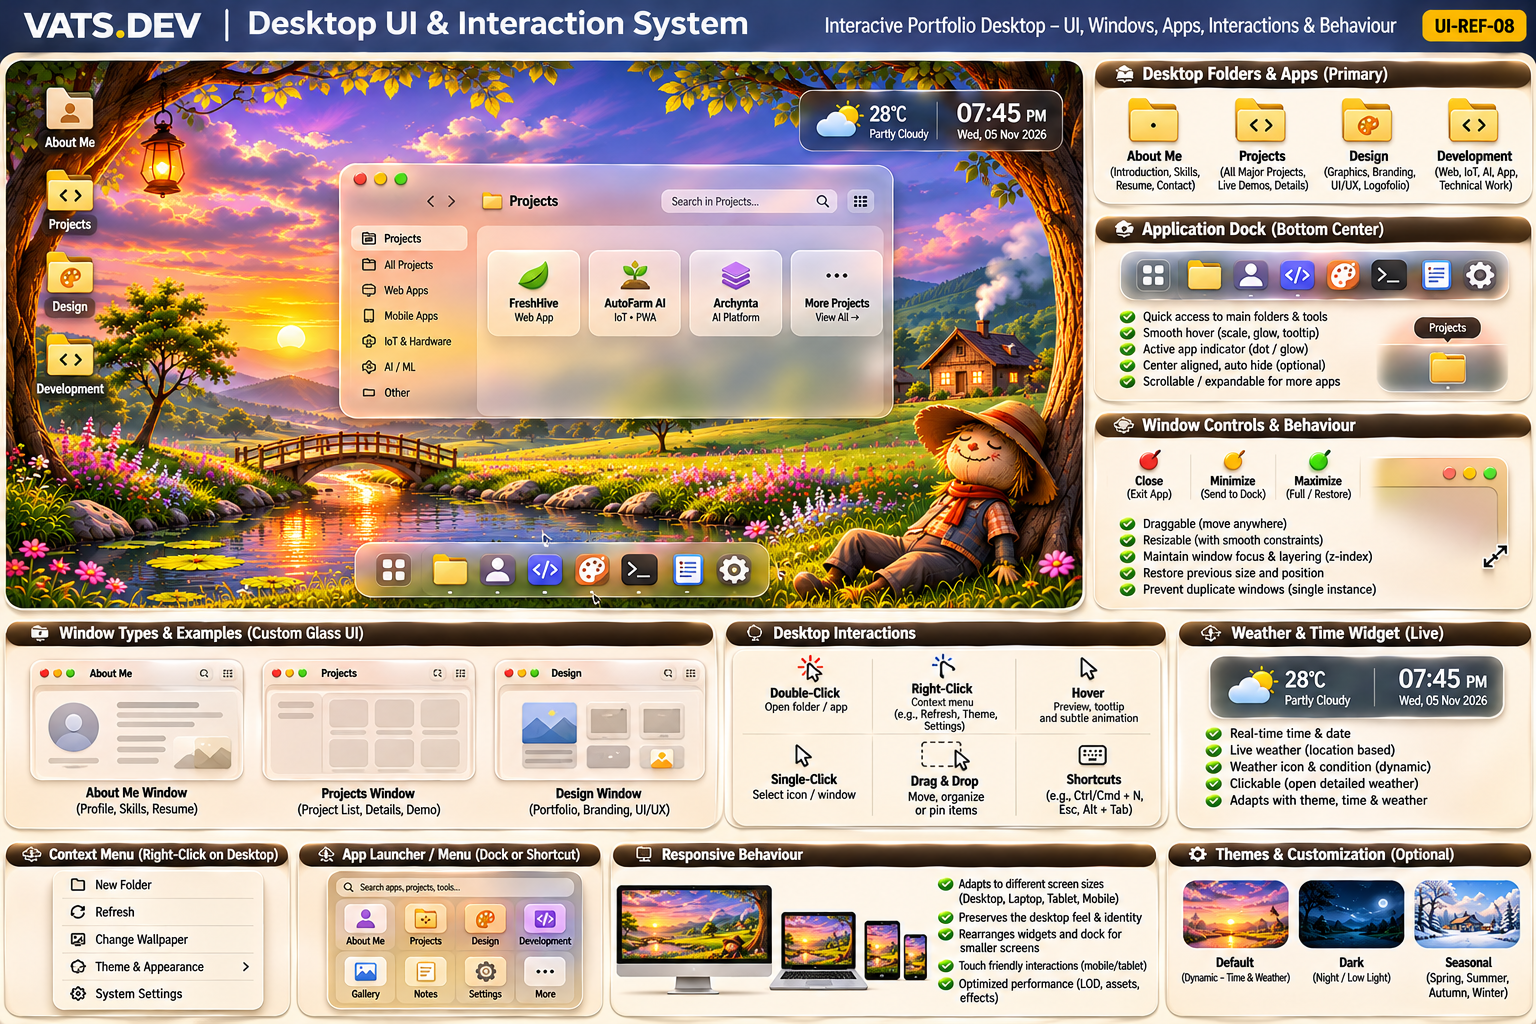 VATS.DEV | Desktop UI & Interaction System
Interacive Portfolio Desktop – UI, Windovs, Apps, Interactions & Behaviour
UI-REF-08
About Me
Projects
Design
Development
28°C
Partly Cloudy
07:45 PM
Wed, 05 Nov 2026
Projects
Search in Projects...
Projects
All Projects
Web Apps
Mobile Apps
IoT & Hardware
AI / ML
Other
FreshHive
Web App
AutoFarm AI
IoT • PWA
Archynta
AI Platform
More Projects
View All →
Desktop Folders & Apps (Primary)
About Me
(Introduction, Skills,
Resume, Contact)
Projects
(All Major Projects,
Live Demos, Details)
Design
(Graphics, Branding,
UI/UX, Logofolio)
Development
(Web, IoT, AI, App,
Technical Work)
Application Dock (Bottom Center)
Quick access to main folders & tools
Smooth hover (scale, glow, tooltip)
Active app indicator (dot / glow)
Center aligned, auto hide (optional)
Scrollable / expandable for more apps
Projects
Window Controls & Behaviour
Close
(Exit App)
Minimize
(Send to Dock)
Maximize
(Full / Restore)
Draggable (move anywhere)
Resizable (with smooth constraints)
Maintain window focus & layering (z-index)
Restore previous size and position
Prevent duplicate windows (single instance)
Window Types & Examples (Custom Glass UI)
About Me
Projects
Design
About Me Window
(Profile, Skills, Resume)
Projects Window
(Project List, Details, Demo)
Design Window
(Portfolio, Branding, UI/UX)
Desktop Interactions
Double-Click
Open folder / app
Right-Click
Context menu
(e.g., Refresh, Theme,
Settings)
Hover
Preview, tooltip
and subtle animation
Single-Click
Select icon / window
Drag & Drop
Move, organize
or pin items
Shortcuts
(e.g., Ctrl/Cmd + N,
Esc, Alt + Tab)
Weather & Time Widget (Live)
28°C
Partly Cloudy
07:45 PM
Wed, 05 Nov 2026
Real-time time & date
Live weather (location based)
Weather icon & condition (dynamic)
Clickable (open detailed weather)
Adapts with theme, time & weather
Context Menu (Right-Click on Desktop)
New Folder
Refresh
Change Wallpaper
Theme & Appearance
System Settings
App Launcher / Menu (Dock or Shortcut)
Search apps, projects, tools...
About Me
Projects
Design
Development
Gallery
Notes
Settings
More
Responsive Behaviour
Adapts to different screen sizes
(Desktop, Laptop, Tablet, Mobile)
Preserves the desktop feel & identity
Rearranges widgets and dock for
smaller screens
Touch friendly interactions (mobile/tablet)
Optimized performance (LOD, assets,
effects)
Themes & Customization (Optional)
Default
(Dynamic – Time & Weather)
Dark
(Night / Low Light)
Seasonal
(Spring, Summer,
Autumn, Winter)